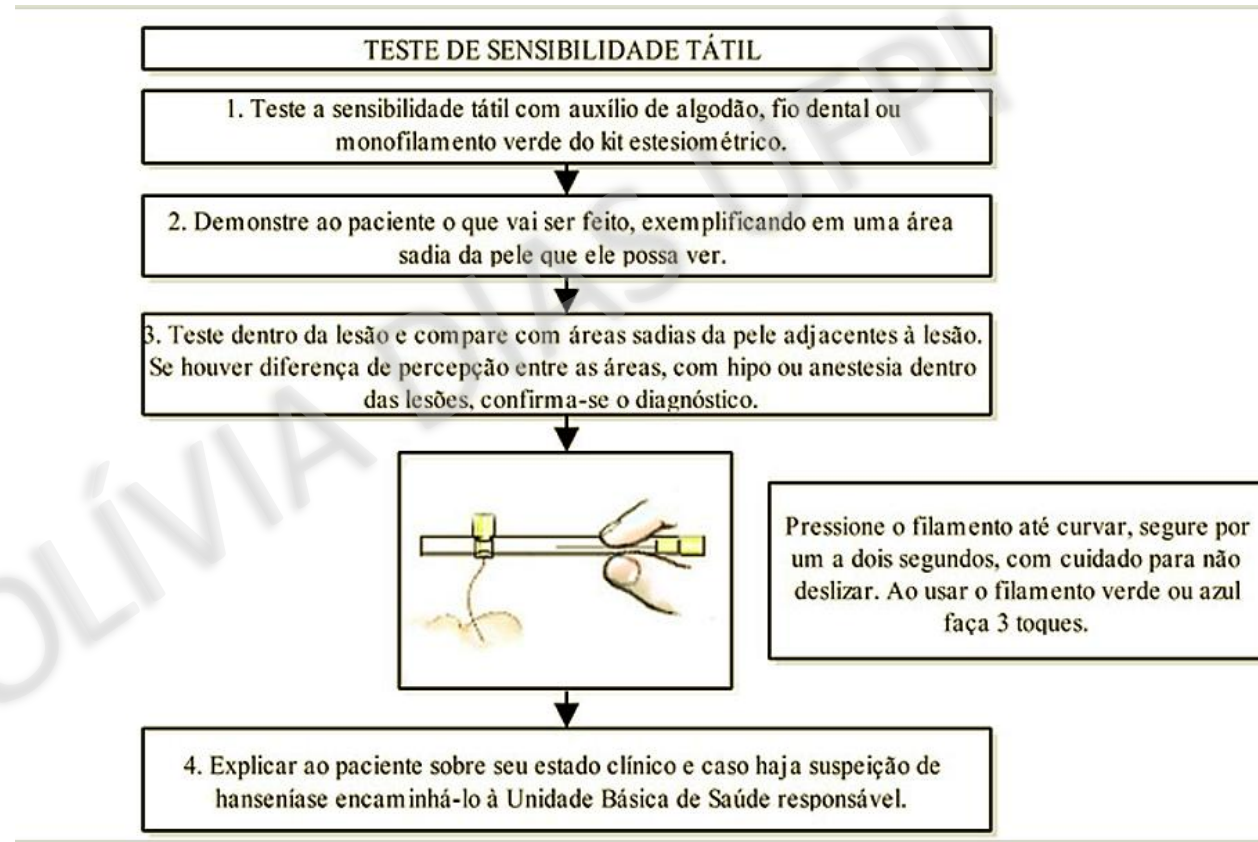 TESTE DE SENSIBILIDADE TÁTIL
1. Teste a sensibilidade tátil com auxílio de algodão, fio dental ou
monofilamento verde do kit estesiométrico.
2. Demonstre ao paciente o que vai ser feito, exemplificando em uma área
sadia da pele que ele possa ver.
3. Teste dentro da lesão e compare com áreas sadias da pele adjacentes à lesão.
Se houver diferença de percepção entre as áreas, com hipo ou anestesia dentro
das lesões, confirma-se o diagnóstico.
Pressione o filamento até curvar, segure por
um a dois segundos, com cuidado para não
deslizar. Ao usar o filamento verde ou azul
faça 3 toques.
4. Explicar ao paciente sobre seu estado clínico e caso haja suspeição de
hanseníase encaminhá-lo à Unidade Básica de Saúde responsável.
OLÍVIA DIAS UFPI